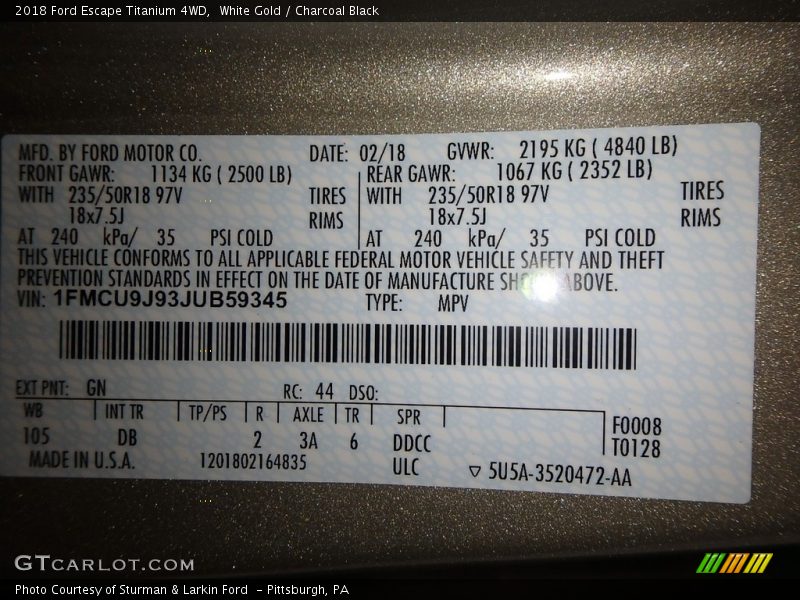 2018 Ford Escape Titanium 4WD,  White Gold / Charcoal Black
MFD. BY FORD MOTOR CO. DATE: 02/18 GVWR: 2195 KG ( 4840 LB)
FRONT GAWR: 1134 KG ( 2500 LB) REAR GAWR: 1067 KG ( 2352 LB)
WITH 235/50R18 97V TIRES WITH 235/50R18 97V TIRES
18x7.5J RIMS 18x7.5J RIMS
AT 240 kPa/ 35 PSI COLD AT 240 kPa/ 35 PSI COLD
THIS VEHICLE CONFORMS TO ALL APPLICABLE FEDERAL MOTOR VEHICLE SAFETY AND THEFT
PREVENTION STANDARDS IN EFFECT ON THE DATE OF MANUFACTURE SHOWN ABOVE.
VIN: 1FMCU9J93JUB59345 TYPE: MPV
EXT PNT: GN RC: 44 DSO:
WB INT TR TP/PS R AXLE TR SPR F0008
105 DB 2 3A 6 DDCC T0128
MADE IN U.S.A. 1201802164835 ULC ▽ 5U5A-3520472-AA
GTCARLOT.COM
Photo Courtesy of Sturman & Larkin Ford  - Pittsburgh, PA